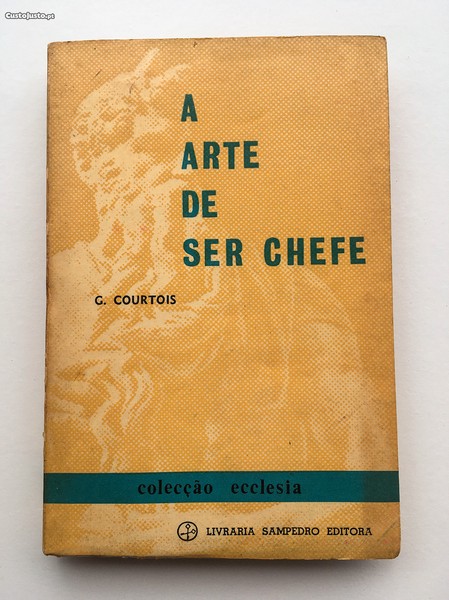 CustoJusto.pt
A
ARTE
DE
SER CHEFE
G. COURTOIS
colecção ecclesia
LIVRARIA SAMPEDRO EDITORA